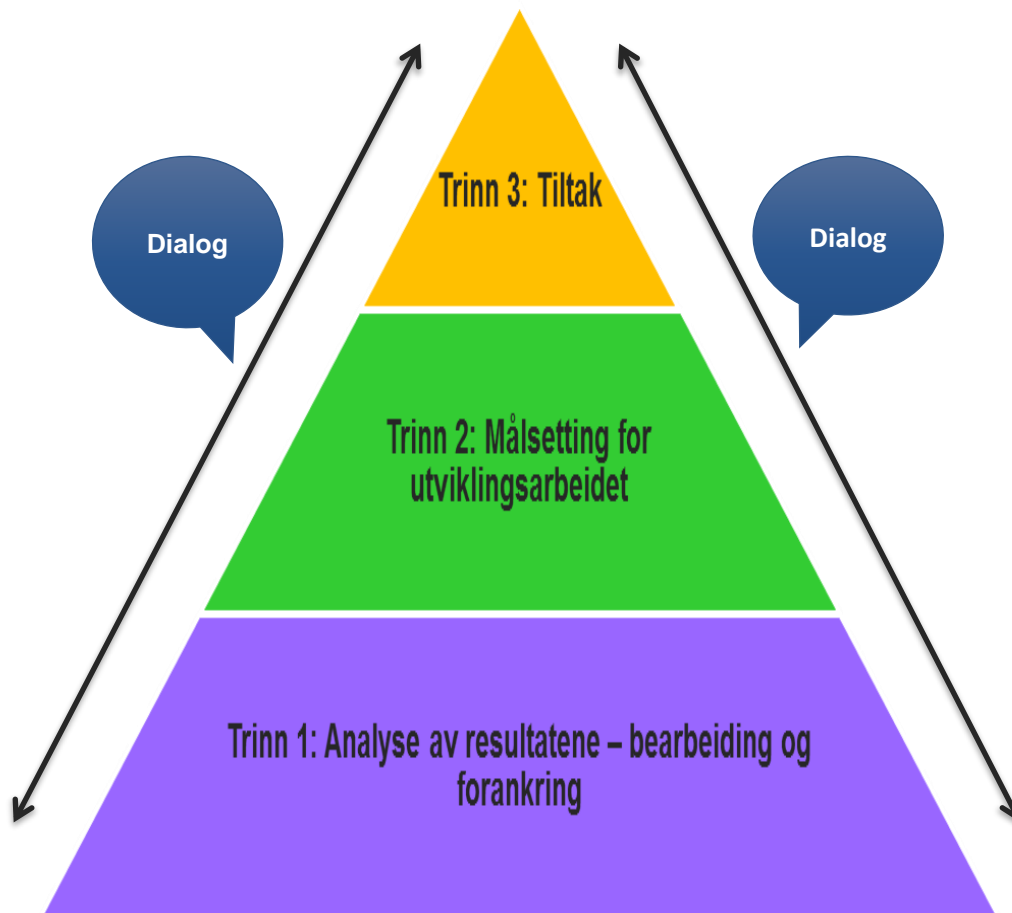 Trinn 3: Tiltak
Dialog
Dialog
Trinn 2: Målsetting for
utviklingsarbeidet
Trinn 1: Analyse av resultatene – bearbeiding og
forankring